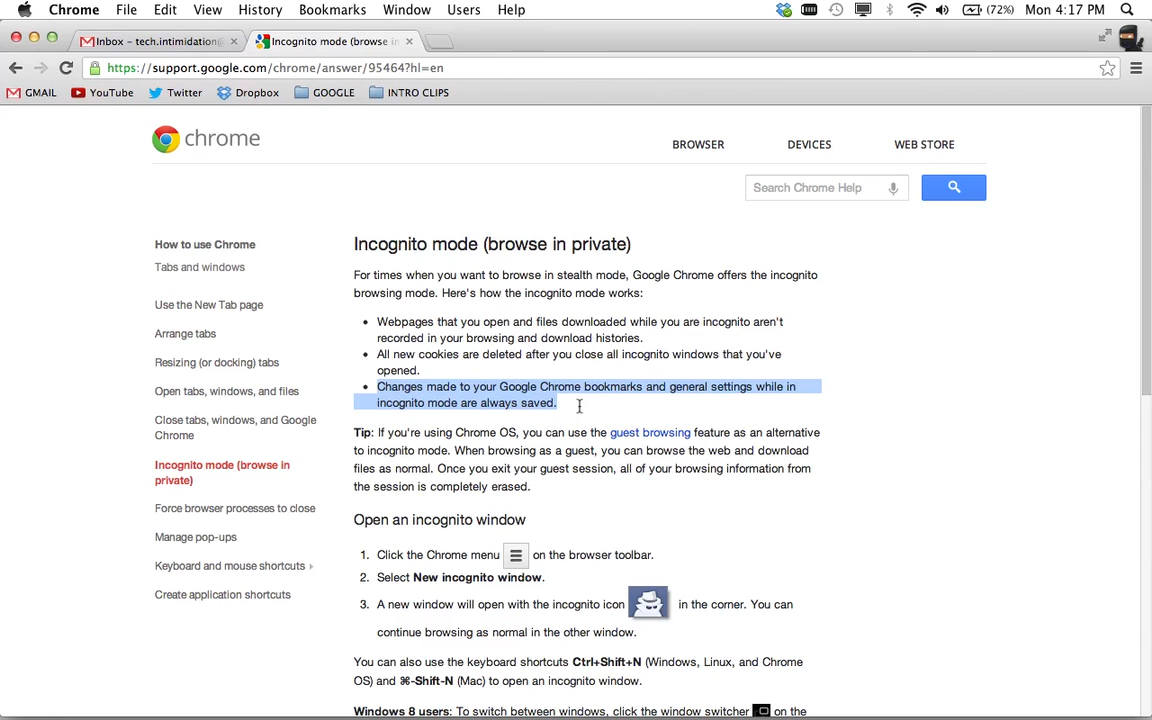 Chrome File Edit View History Bookmarks Window Users Help (72%) Mon 4:17 PM
Inbox – tech.intimidation@ × Incognito mode (browse in ×
https://support.google.com/chrome/answer/95464?hl=en
GMAIL YouTube Twitter Dropbox GOOGLE INTRO CLIPS
chrome
BROWSER DEVICES WEB STORE
Search Chrome Help
How to use Chrome
Tabs and windows
Use the New Tab page
Arrange tabs
Resizing (or docking) tabs
Open tabs, windows, and files
Close tabs, windows, and Google
Chrome
Incognito mode (browse in
private)
Force browser processes to close
Manage pop-ups
Keyboard and mouse shortcuts
Create application shortcuts
Incognito mode (browse in private)
For times when you want to browse in stealth mode, Google Chrome offers the incognito
browsing mode. Here's how the incognito mode works:
• Webpages that you open and files downloaded while you are incognito aren't
recorded in your browsing and download histories.
• All new cookies are deleted after you close all incognito windows that you've
opened.
• Changes made to your Google Chrome bookmarks and general settings while in
incognito mode are always saved.
Tip: If you're using Chrome OS, you can use the guest browsing feature as an alternative
to incognito mode. When browsing as a guest, you can browse the web and download
files as normal. Once you exit your guest session, all of your browsing information from
the session is completely erased.
Open an incognito window
1. Click the Chrome menu on the browser toolbar.
2. Select New incognito window.
3. A new window will open with the incognito icon in the corner. You can
continue browsing as normal in the other window.
You can also use the keyboard shortcuts Ctrl+Shift+N (Windows, Linux, and Chrome
OS) and ⌘-Shift-N (Mac) to open an incognito window.
Windows 8 users: To switch between windows, click the window switcher on the